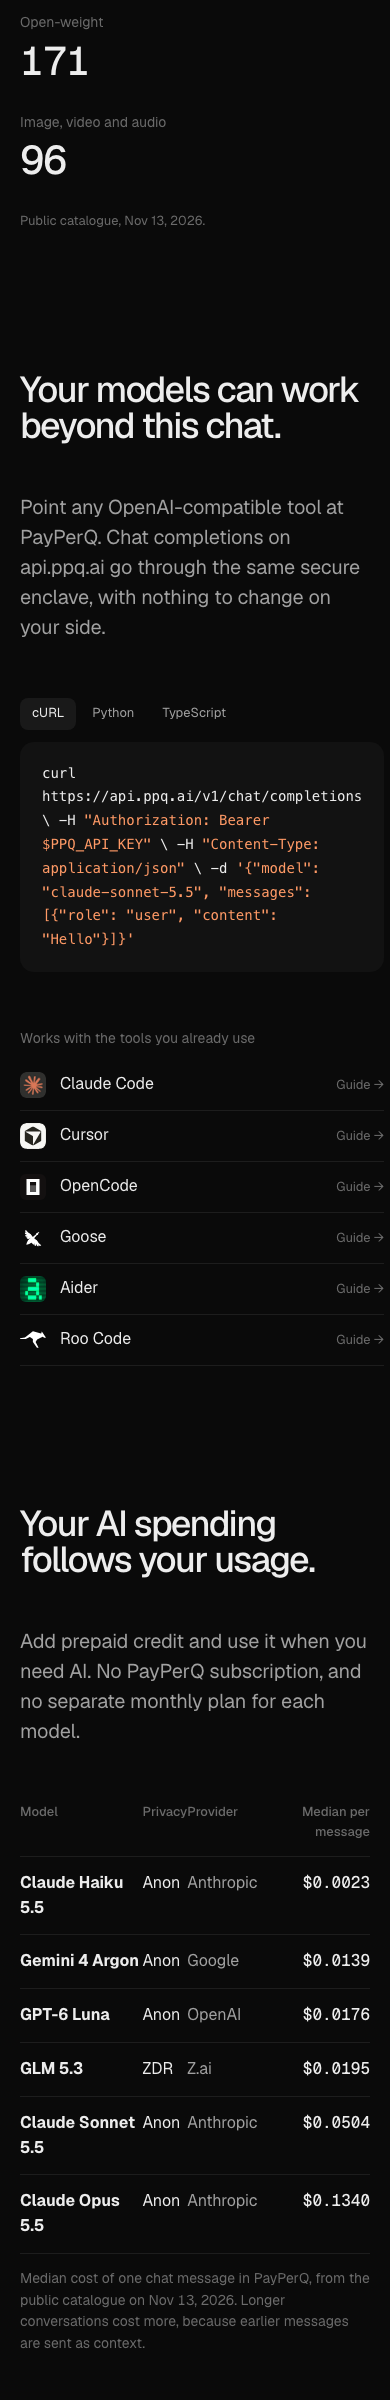 Open-weight
171
Image, video and audio
96
Public catalogue, Nov 13, 2026.
Your models can work
beyond this chat.
Point any OpenAI-compatible tool at
PayPerQ. Chat completions on
api.ppq.ai go through the same secure
enclave, with nothing to change on
your side.
cURL Python TypeScript
curl
https://api.ppq.ai/v1/chat/completions
\ -H "Authorization: Bearer
$PPQ_API_KEY" \ -H "Content-Type:
application/json" \ -d '{"model":
"claude-sonnet-5.5", "messages":
[{"role": "user", "content":
"Hello"}]}'
Works with the tools you already use
Claude Code Guide →
Cursor Guide →
OpenCode Guide →
Goose Guide →
Aider Guide →
Roo Code Guide →
Your AI spending
follows your usage.
Add prepaid credit and use it when you
need AI. No PayPerQ subscription, and
no separate monthly plan for each
model.
Model Privacy Provider Median per
message
Claude Haiku Anon Anthropic $0.0023
5.5
Gemini 4 Argon Anon Google $0.0139
GPT-6 Luna Anon OpenAI $0.0176
GLM 5.3 ZDR Z.ai $0.0195
Claude Sonnet Anon Anthropic $0.0504
5.5
Claude Opus Anon Anthropic $0.1340
5.5
Median cost of one chat message in PayPerQ, from the
public catalogue on Nov 13, 2026. Longer
conversations cost more, because earlier messages
are sent as context.